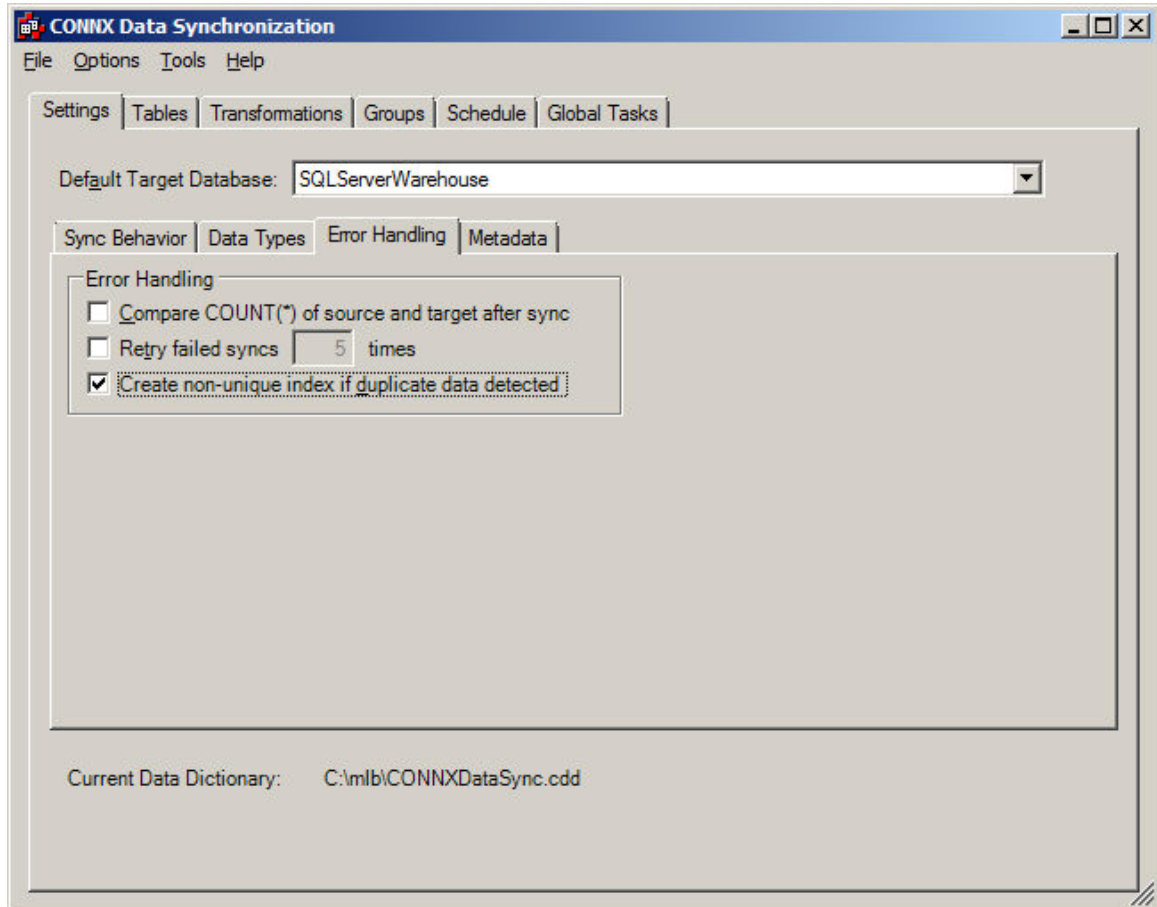 CONNX Data Synchronization
File Options Tools Help
Settings Tables Transformations Groups Schedule Global Tasks
Default Target Database: SQLServerWarehouse
Sync Behavior Data Types Error Handling Metadata
Error Handling
Compare COUNT(*) of source and target after sync
Retry failed syncs 5 times
Create non-unique index if duplicate data detected
Current Data Dictionary: C:\mlb\CONNXDataSync.cdd